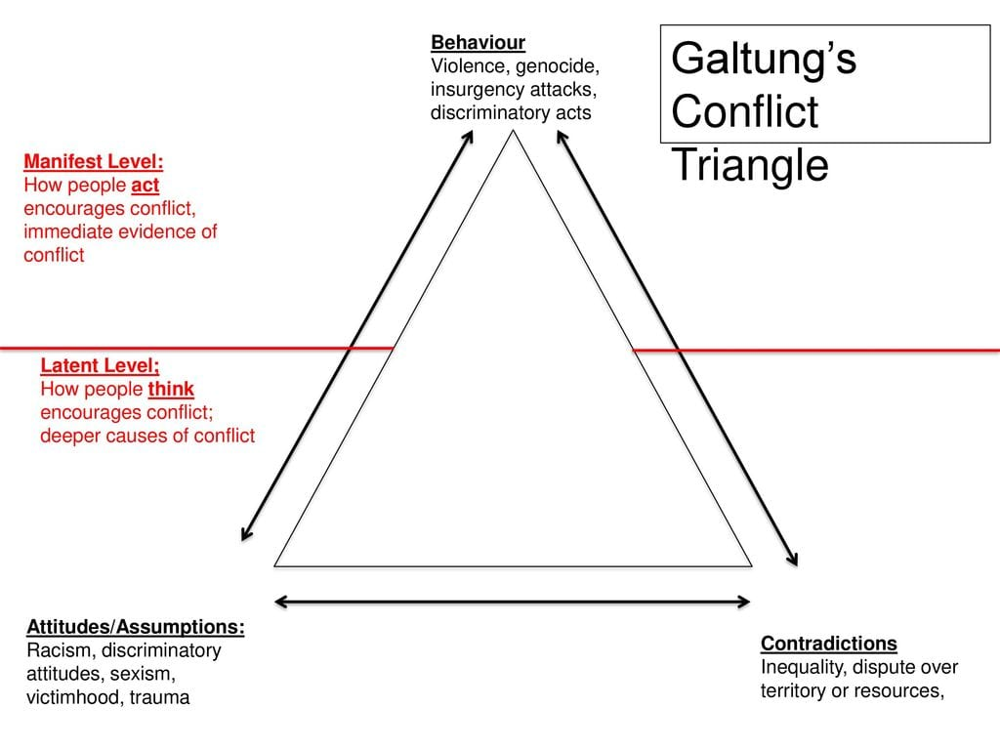 Behaviour
Violence, genocide,
insurgency attacks,
discriminatory acts
Galtung’s
Conflict
Triangle
Manifest Level:
How people act
encourages conflict,
immediate evidence of
conflict
Latent Level;
How people think
encourages conflict;
deeper causes of conflict
Attitudes/Assumptions:
Racism, discriminatory
attitudes, sexism,
victimhood, trauma
Contradictions
Inequality, dispute over
territory or resources,